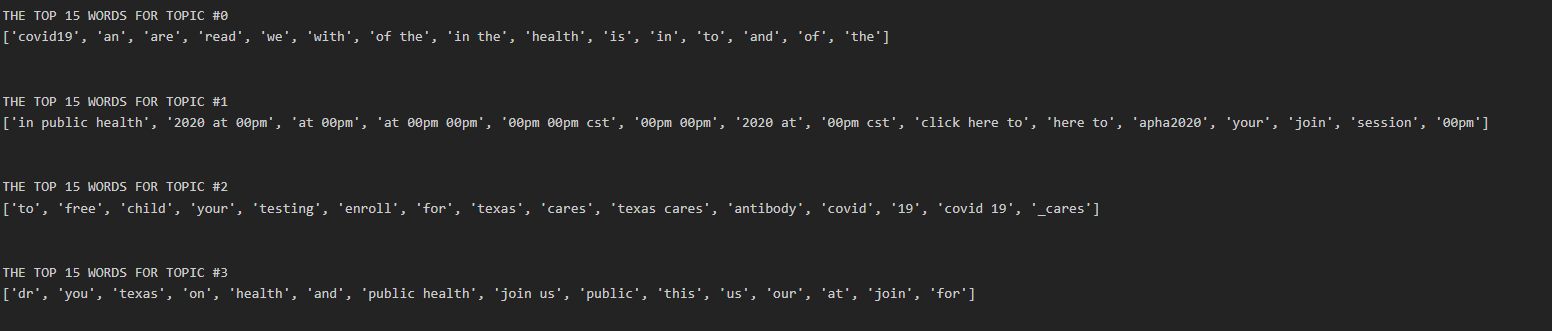 THE TOP 15 WORDS FOR TOPIC #0
['covid19', 'an', 'are', 'read', 'we', 'with', 'of the', 'in the', 'health', 'is', 'in', 'to', 'and', 'of', 'the']
THE TOP 15 WORDS FOR TOPIC #1
['in public health', '2020 at 00pm', 'at 00pm', 'at 00pm 00pm', '00pm 00pm cst', '00pm 00pm', '2020 at', '00pm cst', 'click here to', 'here to', 'apha2020', 'your', 'join', 'session', '00pm']
THE TOP 15 WORDS FOR TOPIC #2
['to', 'free', 'child', 'your', 'testing', 'enroll', 'for', 'texas', 'cares', 'texas cares', 'antibody', 'covid', '19', 'covid 19', '_cares']
THE TOP 15 WORDS FOR TOPIC #3
['dr', 'you', 'texas', 'on', 'health', 'and', 'public health', 'join us', 'public', 'this', 'us', 'our', 'at', 'join', 'for']